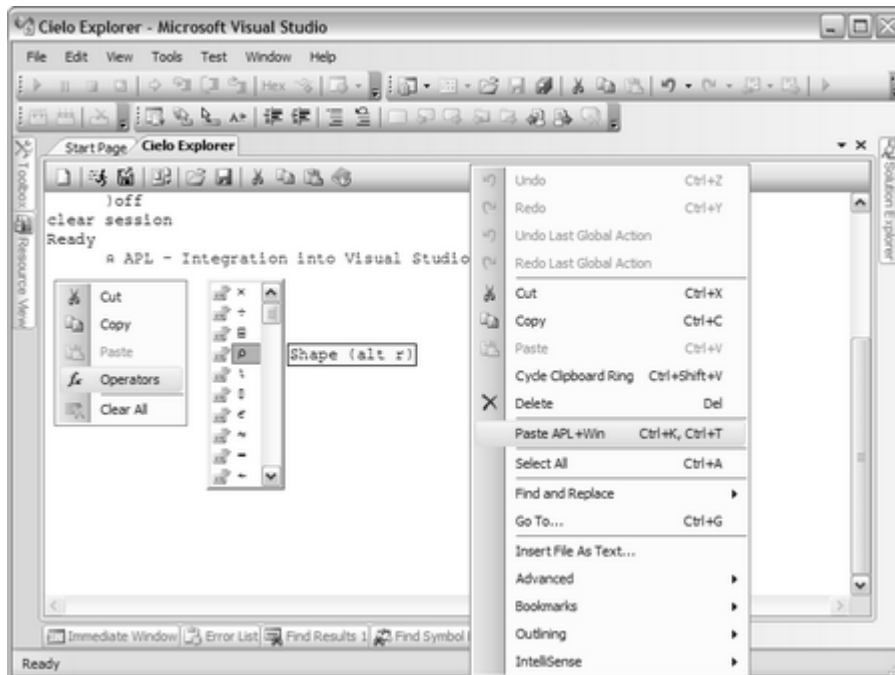 Cielo Explorer - Microsoft Visual Studio
File Edit View Tools Test Window Help
Hex
Start Page Cielo Explorer
Toolbox
Resource View
Solution Explorer
)off
clear session
Ready
⍝ APL - Integration into Visual Studio
Cut
Copy
Paste
Operators
Clear All
×
÷
⍴
Shape (alt r)
∊
~
←
Undo Ctrl+Z
Redo Ctrl+Y
Undo Last Global Action
Redo Last Global Action
Cut Ctrl+X
Copy Ctrl+C
Paste Ctrl+V
Cycle Clipboard Ring Ctrl+Shift+V
Delete Del
Paste APL+Win Ctrl+K, Ctrl+T
Select All Ctrl+A
Find and Replace
Go To... Ctrl+G
Insert File As Text...
Advanced
Bookmarks
Outlining
IntelliSense
Immediate Window Error List Find Results 1 Find Symbol
Ready